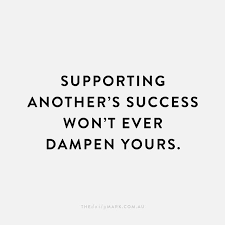 SUPPORTING
ANOTHER'S SUCCESS
WON'T EVER
DAMPEN YOURS.